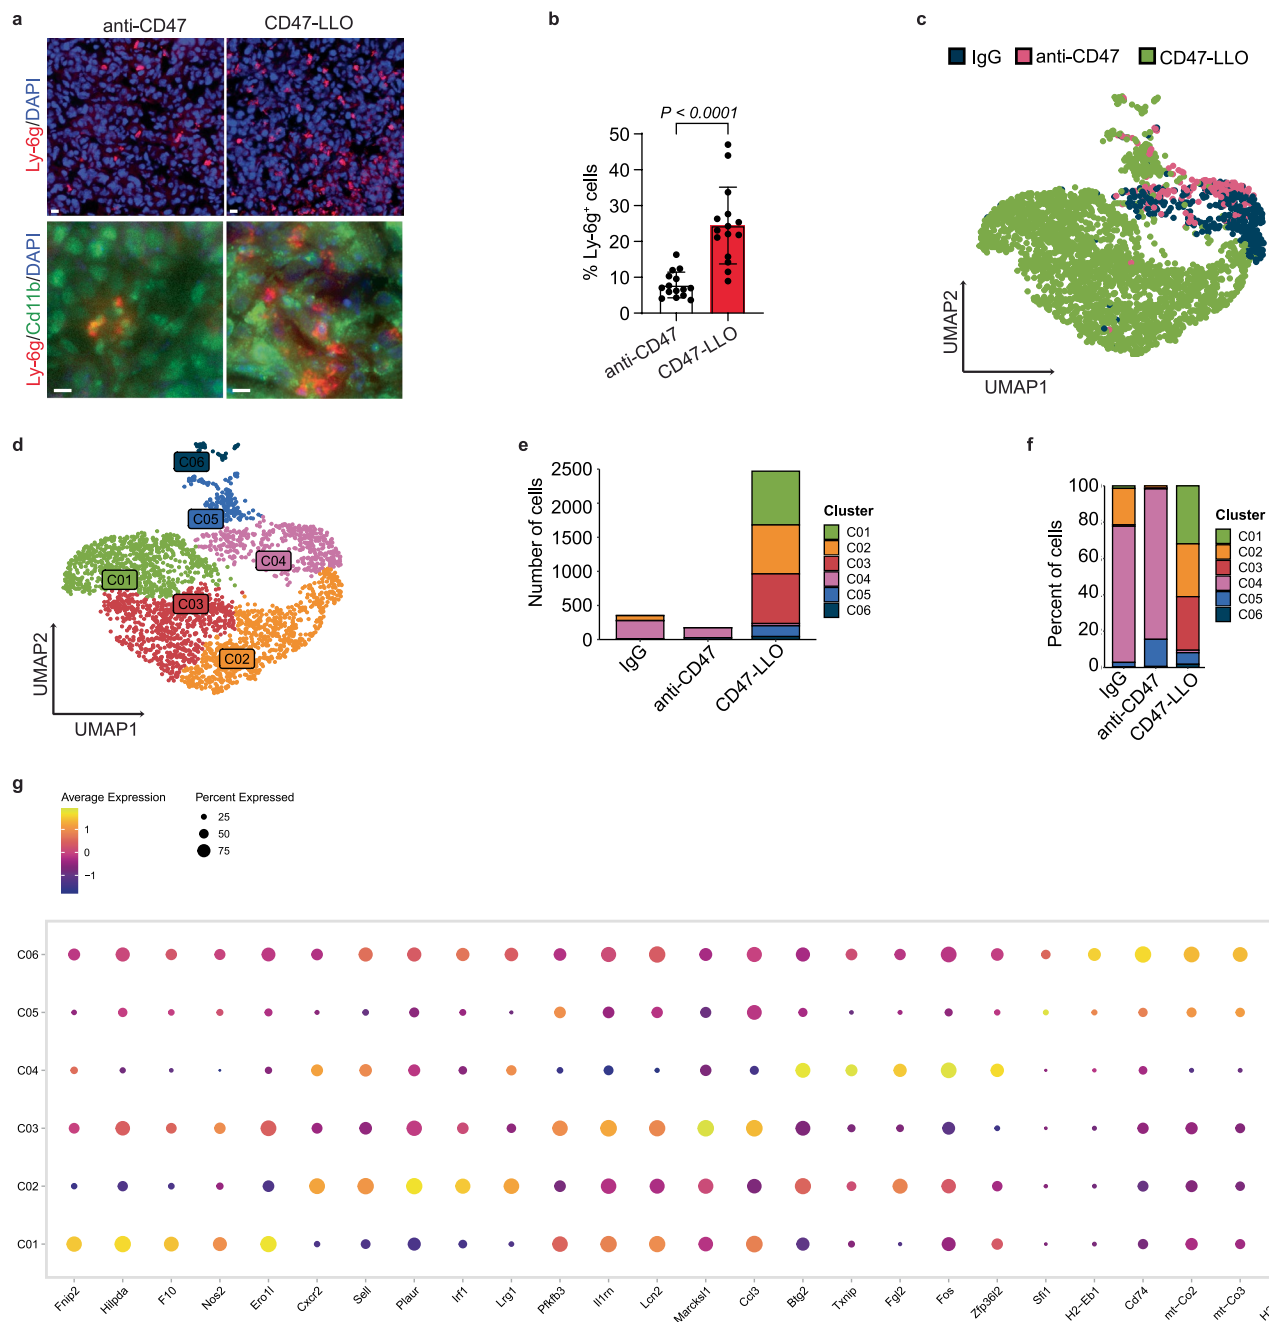 a
anti-CD47
CD47-LLO
Ly-6g/DAPI
Ly-6g/Cd11b/DAPI
b
P < 0.0001
% Ly-6g+ cells
50
40
30
20
10
0
anti-CD47
CD47-LLO
c
IgG
anti-CD47
CD47-LLO
UMAP2
UMAP1
d
C06
C05
C04
C01
C03
C02
UMAP2
UMAP1
e
Number of cells
2500
2000
1500
1000
500
0
IgG
anti-CD47
CD47-LLO
Cluster
C01
C02
C03
C04
C05
C06
f
Percent of cells
100
80
60
40
20
0
IgG
anti-CD47
CD47-LLO
Cluster
C01
C02
C03
C04
C05
C06
g
Average Expression
1
0
−1
Percent Expressed
25
50
75
C06
C05
C04
C03
C02
C01
Fnip2
Hilpda
F10
Nos2
Ero1l
Cxcr2
Sell
Plaur
Irf1
Lrg1
Pfkfb3
Il1rn
Lcn2
Marcksl1
Ccl3
Btg2
Txnip
Fgl2
Fos
Zfp36l2
Sfi1
H2−Eb1
Cd74
mt−Co2
mt−Co3